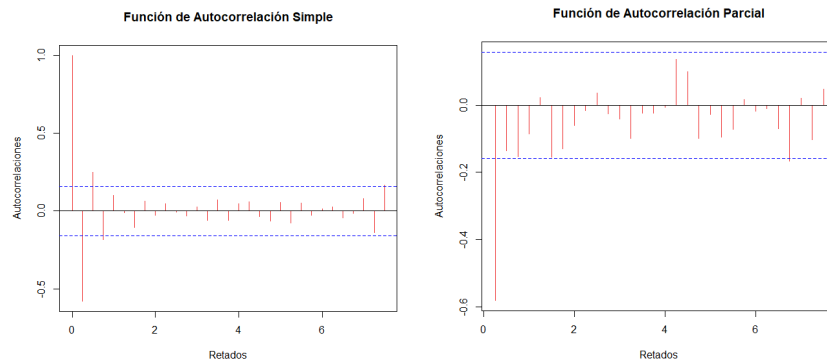 Función de Autocorrelación Simple
Autocorrelaciones
1.0
0.5
0.0
-0.5
0 2 4 6
Retados
Función de Autocorrelación Parcial
Autocorrelaciones
0.0
-0.2
-0.4
-0.6
0 2 4 6
Retados